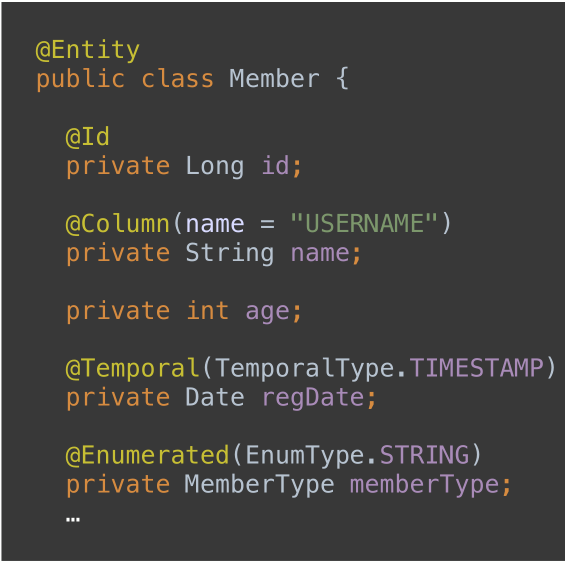 @Entity
public class Member {
@Id
private Long id;
@Column(name = "USERNAME")
private String name;
private int age;
@Temporal(TemporalType.TIMESTAMP)
private Date regDate;
@Enumerated(EnumType.STRING)
private MemberType memberType;
…